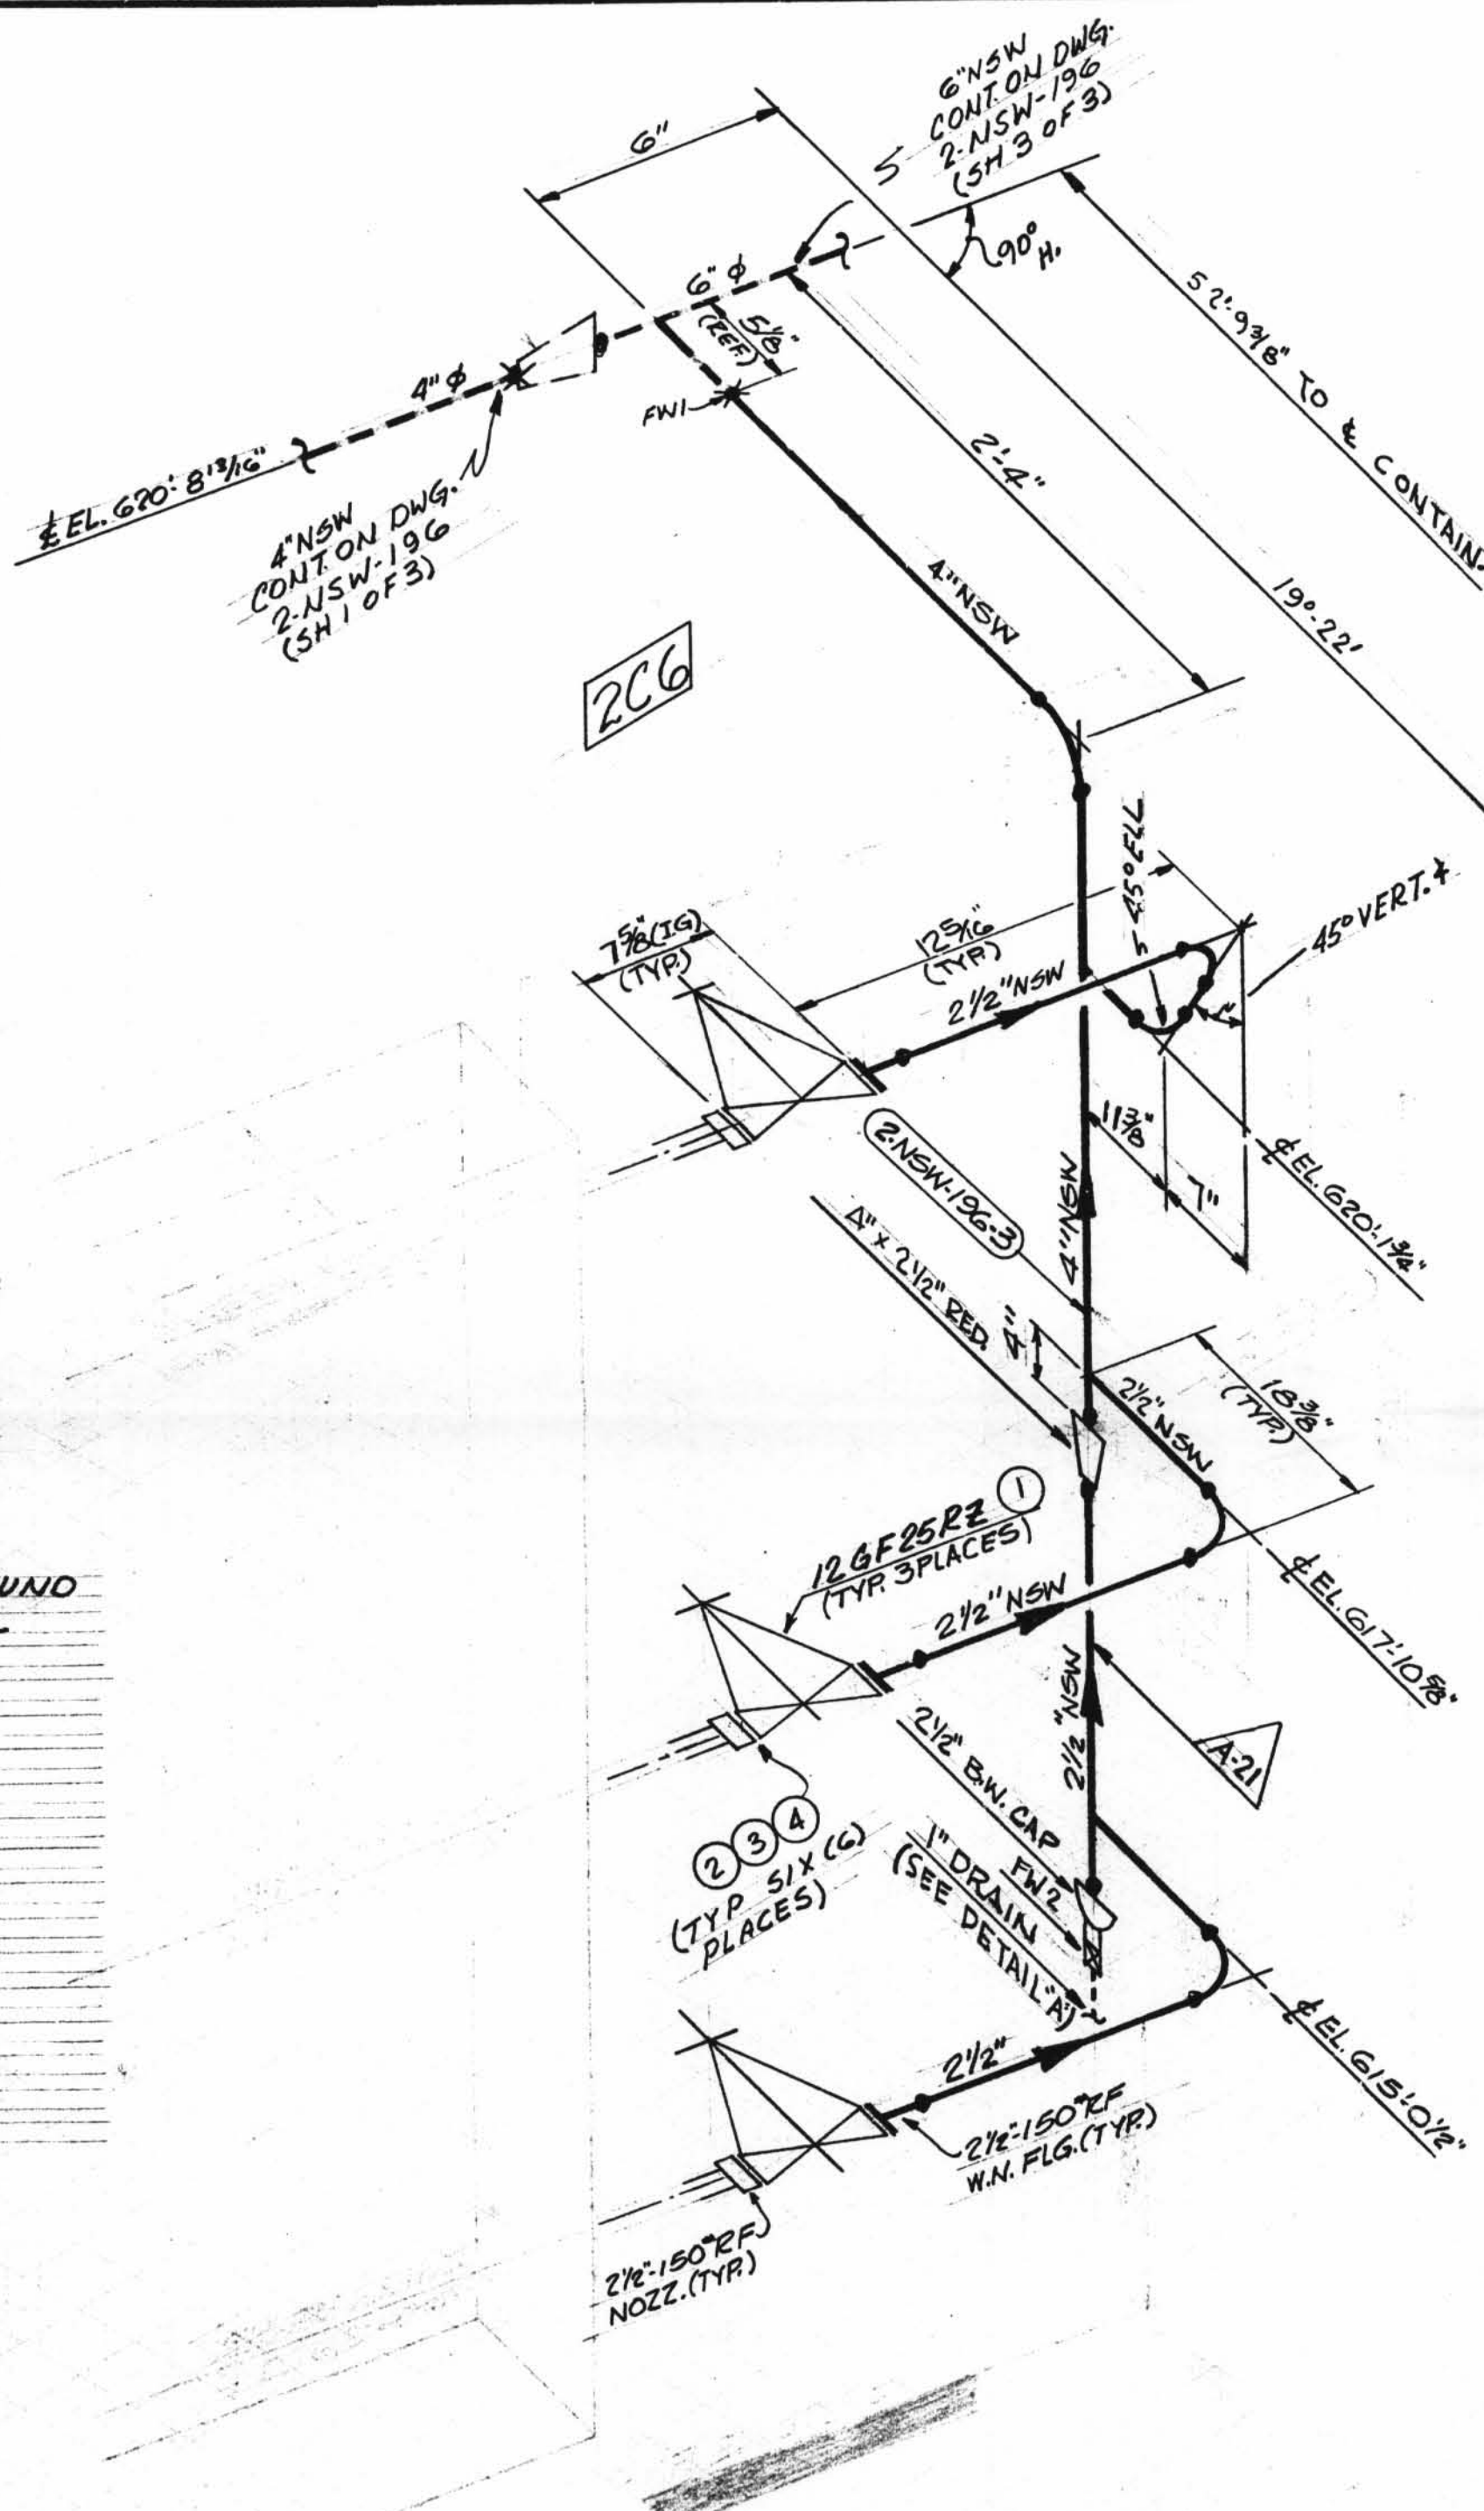 6"NSW
CONT. ON DWG.
2-NSW-196
(SH 3 OF 3)
6"
90° H.
52'-9 3/8" TO ℄ CONTAIN.
6" ϕ
5 1/8"
(REF.)
4" ϕ
FW1
℄ EL. 620'-8 13/16"
4"NSW
CONT. ON DWG.
2-NSW-196
(SH 1 OF 3)
2'-4"
19°-22'
4"NSW
2C6
45° ELL
45° VERT.
7 5/8" (IG)
(TYP.)
12 5/16"
(TYP.)
2 1/2" NSW
11 3/8"
7"
℄ EL. 620'-1 3/4"
2-NSW-196-3
4"NSW
4" X 2 1/2" RED.
4"
2 1/2" NSW
18 3/8"
(TYP.)
1
12GF25RZ
(TYP. 3 PLACES)
UND
2 1/2" NSW
℄ EL. 617'-10 5/8"
2 1/2" NSW
A-21
2 1/2" B.W. CAP
FW2
1" DRAIN
(SEE DETAIL "A")
2 3 4
(TYP. SIX (6)
PLACES)
2 1/2"
℄ EL. 615'-0 1/2"
2 1/2"-150# RF
W.N. FLG. (TYP.)
2 1/2"-150# RF
NOZZ. (TYP.)